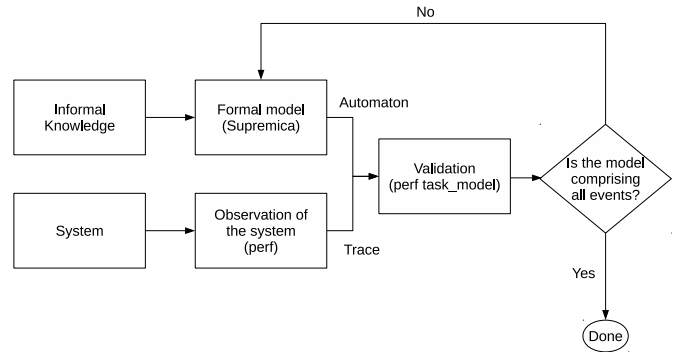 No
Informal
Knowledge
Formal model
(Supremica)
Automaton
Validation
(perf task_model)
Is the model
comprising
all events?
System
Observation of
the system
(perf)
Trace
Yes
Done